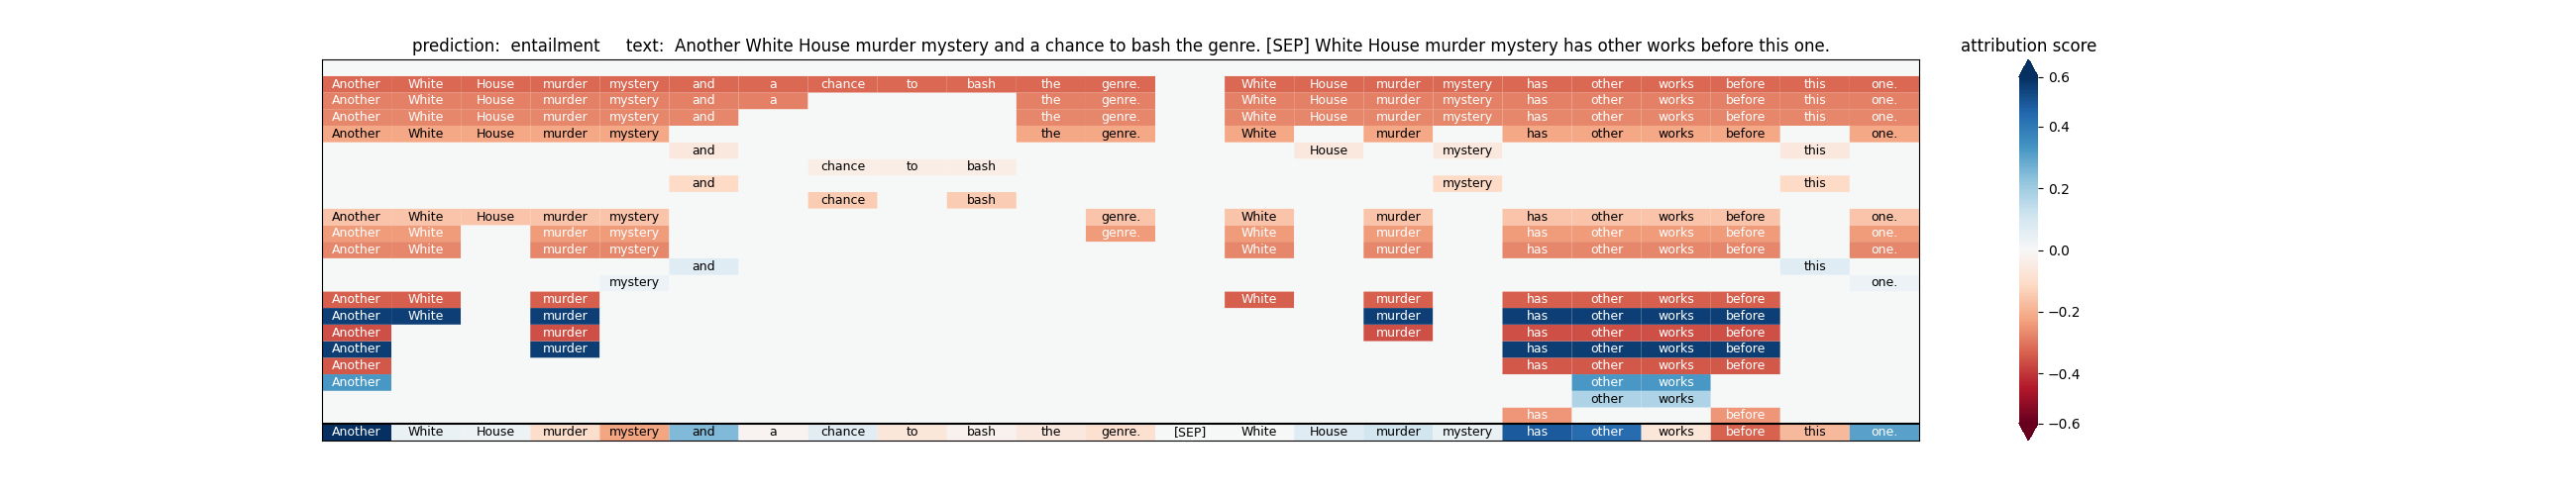 prediction: entailment text: Another White House murder mystery and a chance to bash the genre. [SEP] White House murder mystery has other works before this one.
attribution score
Another White House murder mystery and a chance to bash the genre. White House murder mystery has other works before this one.
Another White House murder mystery and a the genre. White House murder mystery has other works before this one.
Another White House murder mystery and the genre. White House murder mystery has other works before this one.
Another White House murder mystery the genre. White murder has other works before one.
and House mystery this
chance to bash
and mystery this
chance bash
Another White House murder mystery genre. White murder has other works before one.
Another White murder mystery genre. White murder has other works before one.
Another White murder mystery White murder has other works before one.
and this
mystery one.
Another White murder White murder has other works before
Another White murder murder has other works before
Another murder murder has other works before
Another murder has other works before
Another has other works before
Another other works
other works
has before
Another White House murder mystery and a chance to bash the genre. [SEP] White House murder mystery has other works before this one.
0.6
0.4
0.2
0.0
−0.2
−0.4
−0.6